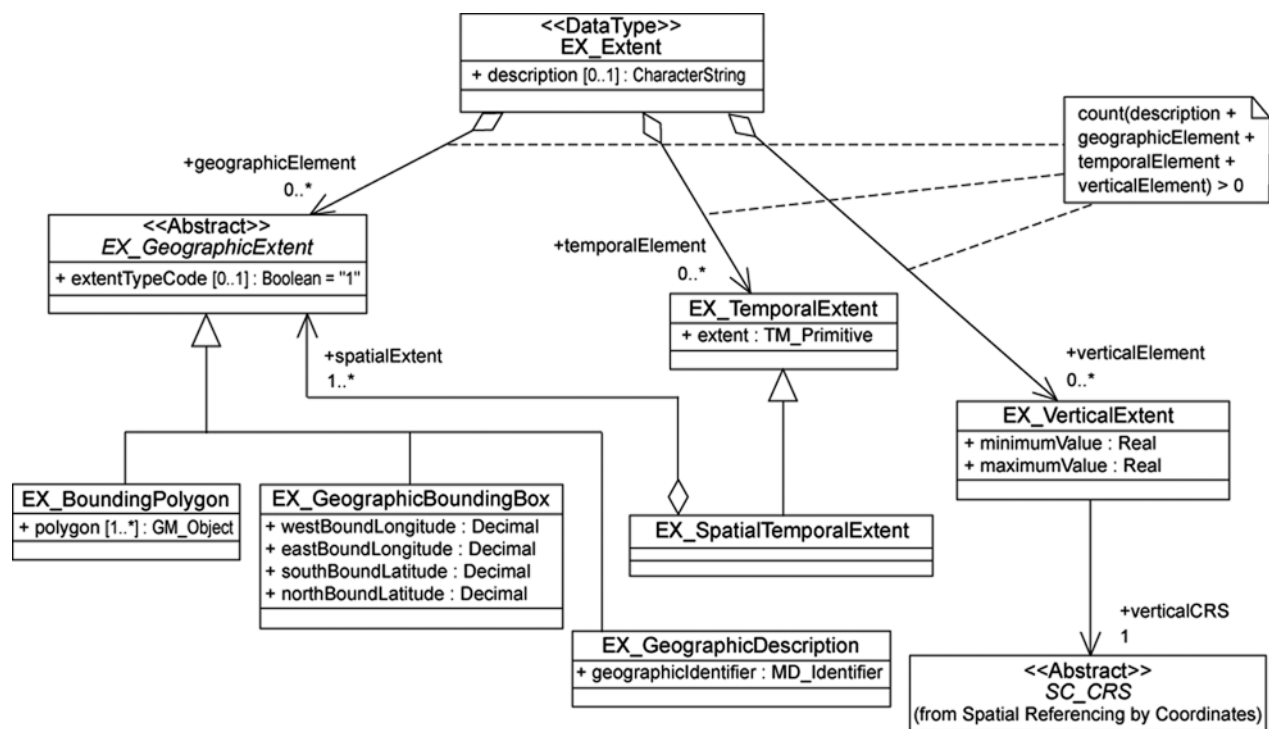 <<DataType>>
EX_Extent
+ description [0..1] : CharacterString
count(description +
geographicElement +
temporalElement +
verticalElement) > 0
+geographicElement
0..*
<<Abstract>>
EX_GeographicExtent
+ extentTypeCode [0..1] : Boolean = "1"
+temporalElement
0..*
EX_TemporalExtent
+ extent : TM_Primitive
+spatialExtent
1..*
+verticalElement
0..*
EX_VerticalExtent
+ minimumValue : Real
+ maximumValue : Real
EX_BoundingPolygon
+ polygon [1..*] : GM_Object
EX_GeographicBoundingBox
+ westBoundLongitude : Decimal
+ eastBoundLongitude : Decimal
+ southBoundLatitude : Decimal
+ northBoundLatitude : Decimal
EX_SpatialTemporalExtent
EX_GeographicDescription
+ geographicIdentifier : MD_Identifier
+verticalCRS
1
<<Abstract>>
SC_CRS
(from Spatial Referencing by Coordinates)